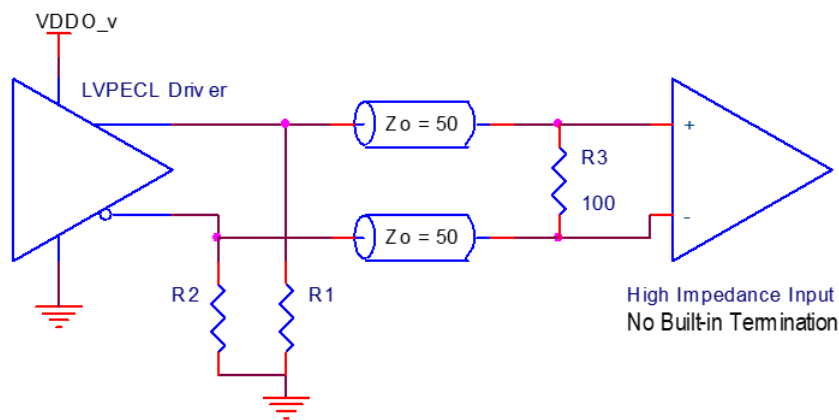 VDDO_v
LVPECL Driver
Zo = 50
+
R3
100
Zo = 50
-
R2
R1
High Impedance Input
No Built-in Termination